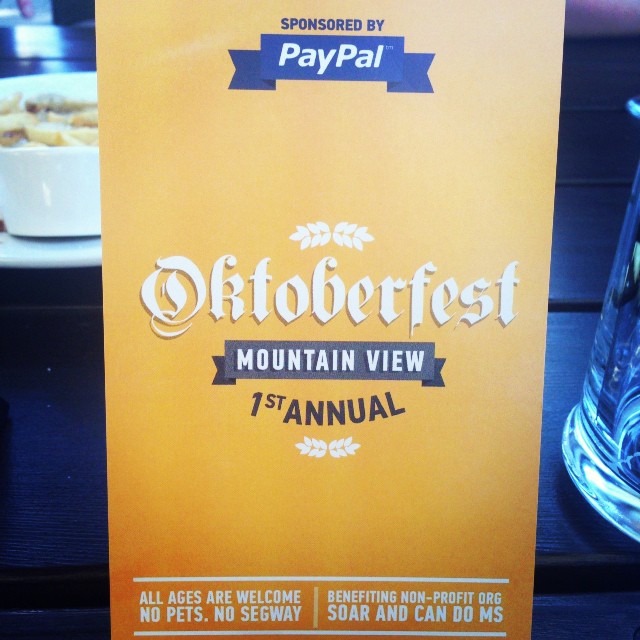 SPONSORED BY
PayPal™
Oktoberfest
MOUNTAIN VIEW
1ST ANNUAL
ALL AGES ARE WELCOME
NO PETS. NO SEGWAY
BENEFITING NON-PROFIT ORG
SOAR AND CAN DO MS